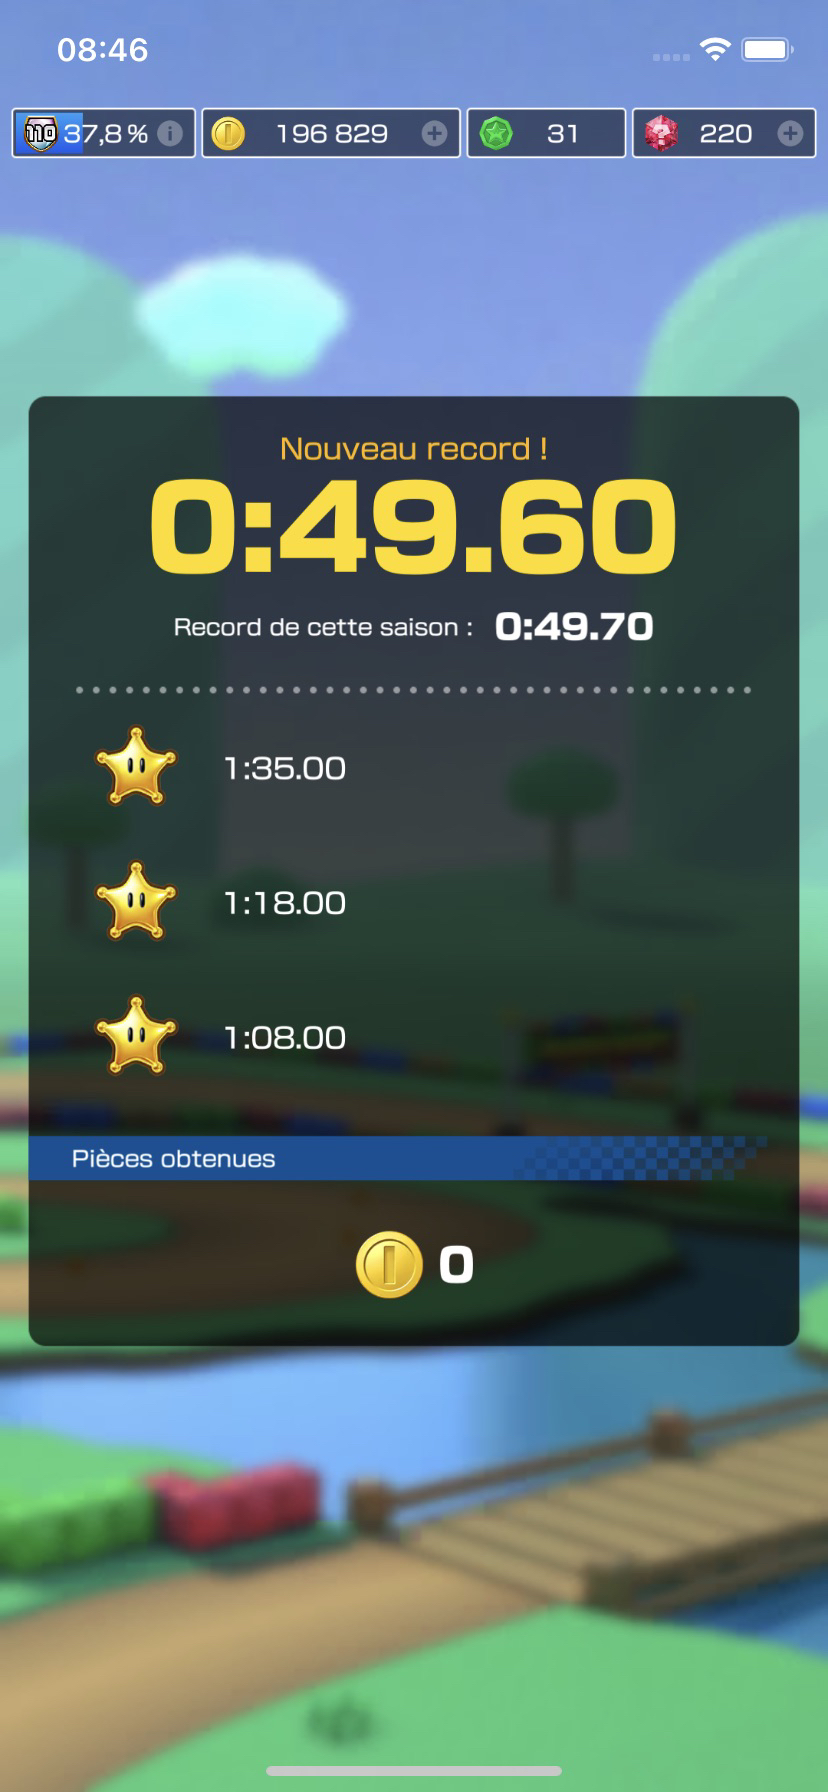 08:46
110 37,8 % i 196 829 + 31 220 +
Nouveau record !
0:49.60
Record de cette saison : 0:49.70
1:35.00
1:18.00
1:08.00
Pièces obtenues
0